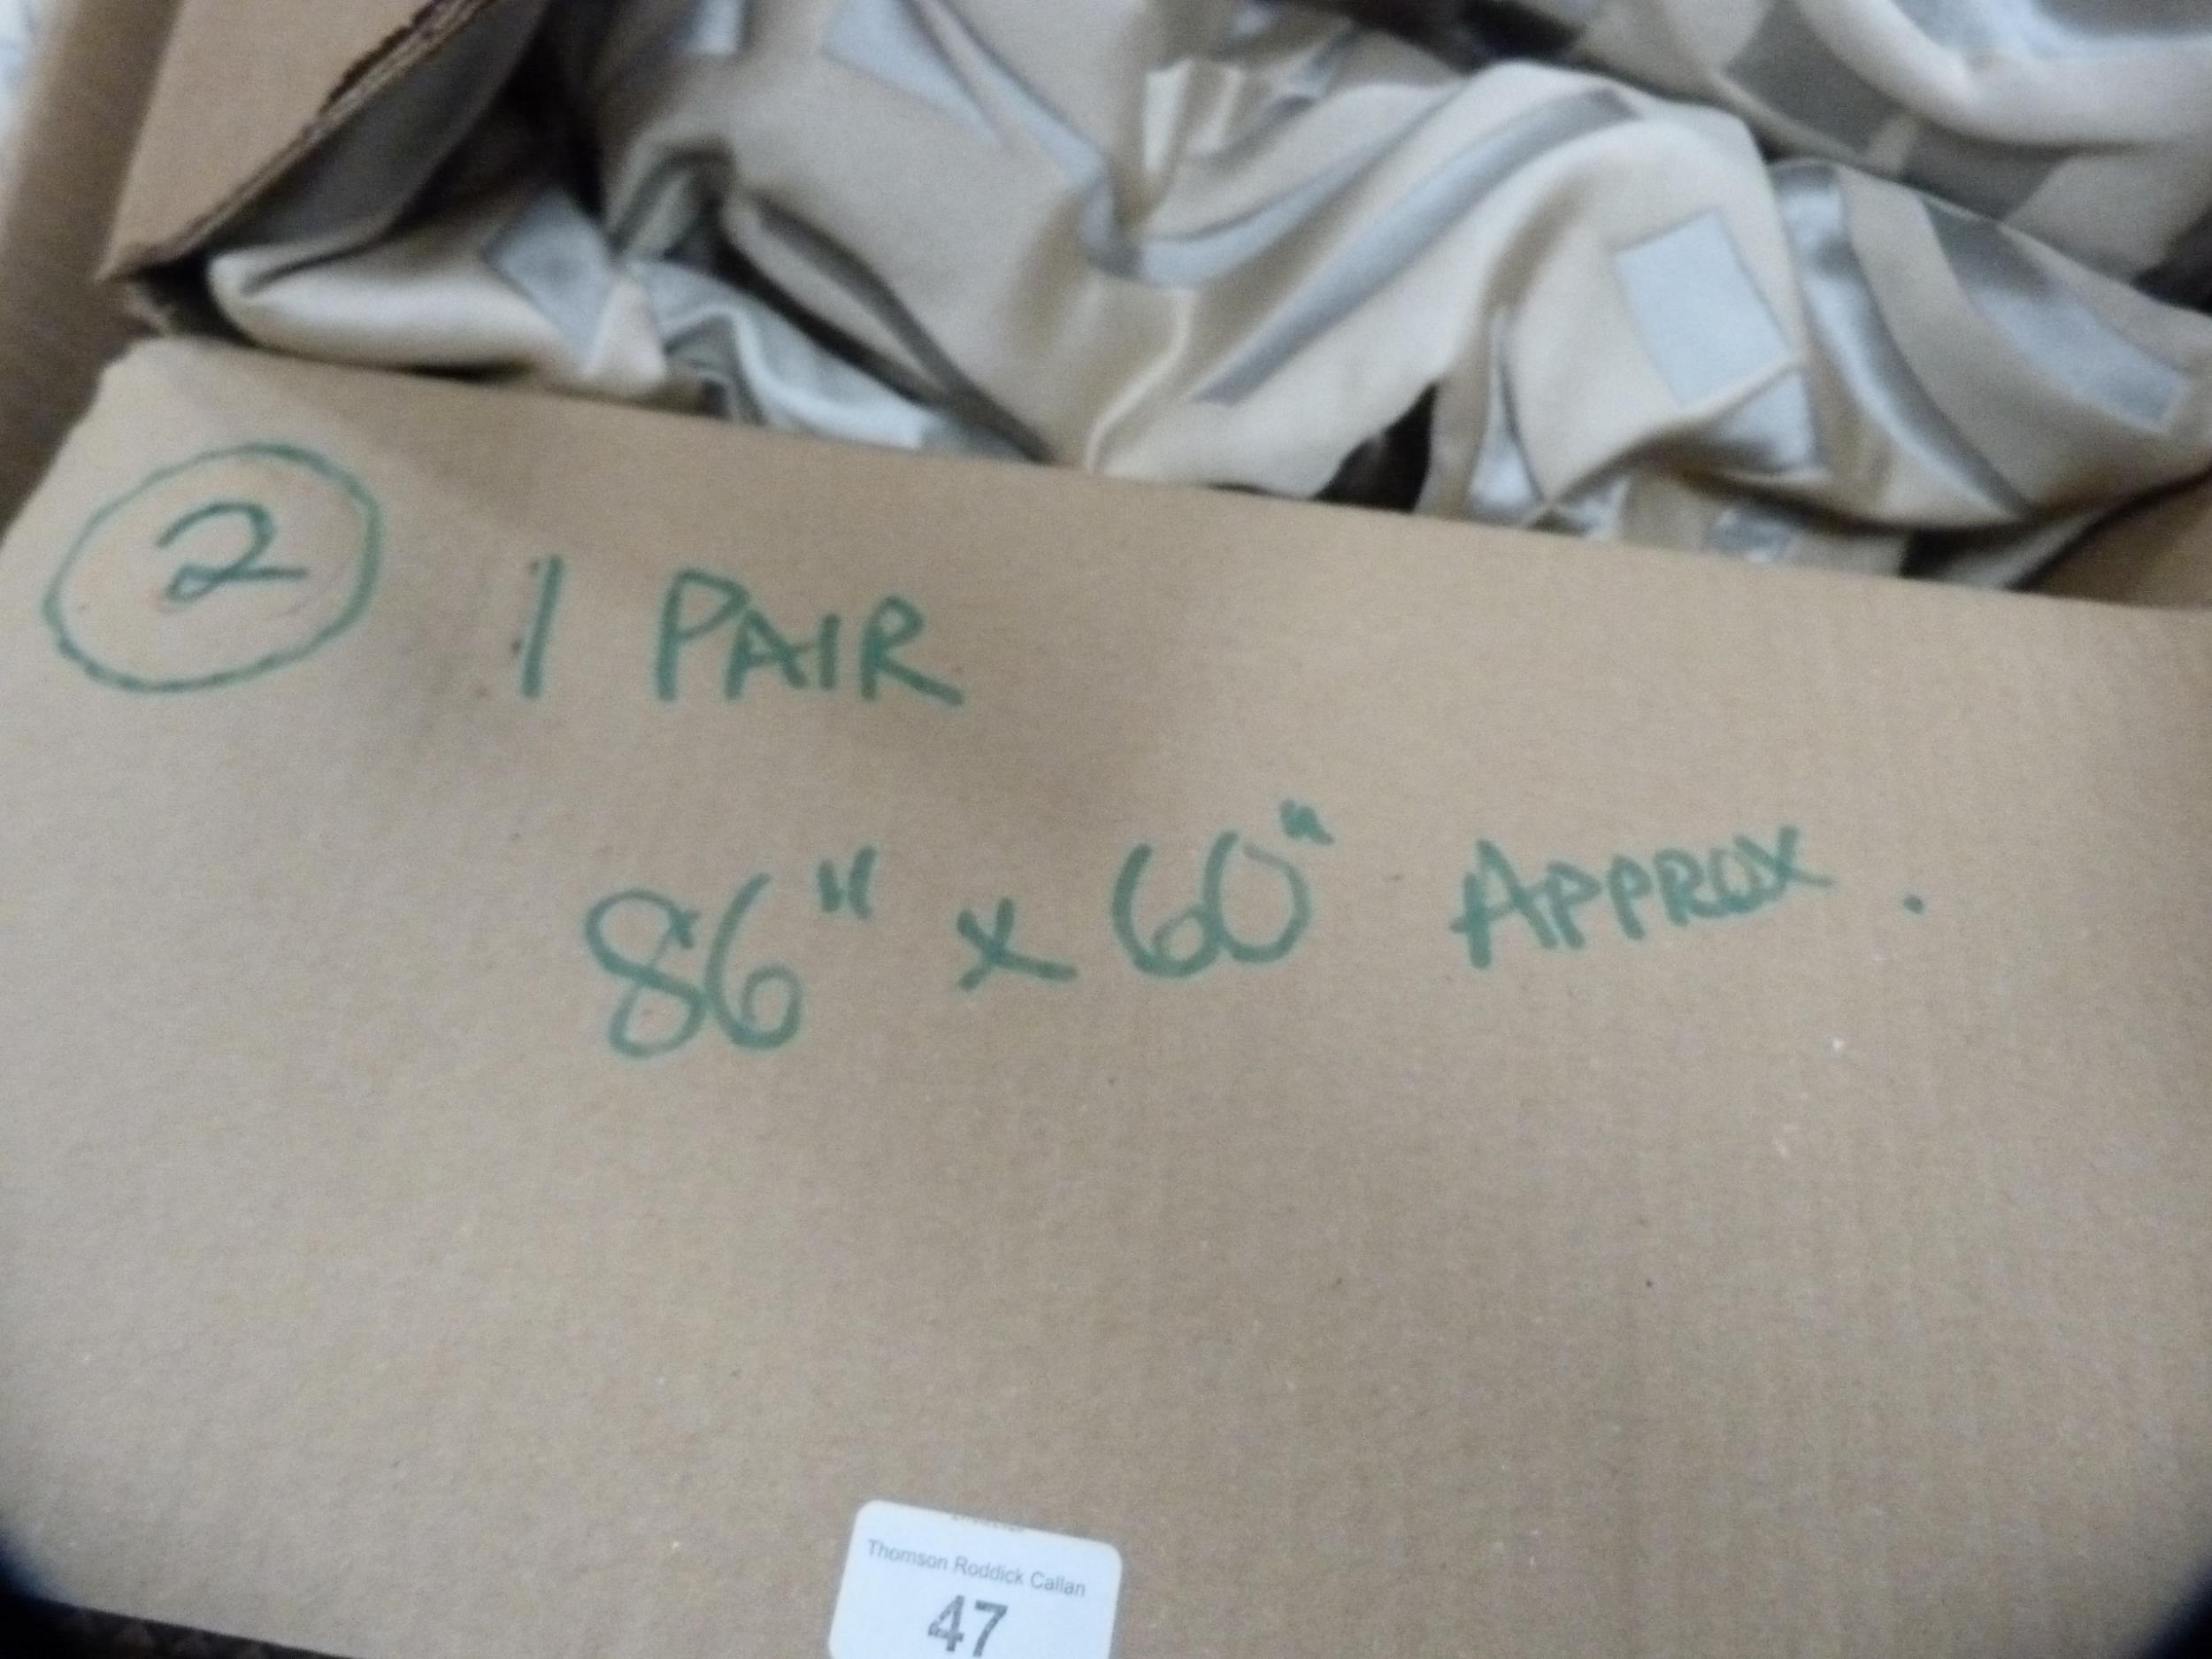 2 1 PAIR
86" x 60" APPROX.
Thomson Roddick Callan
47